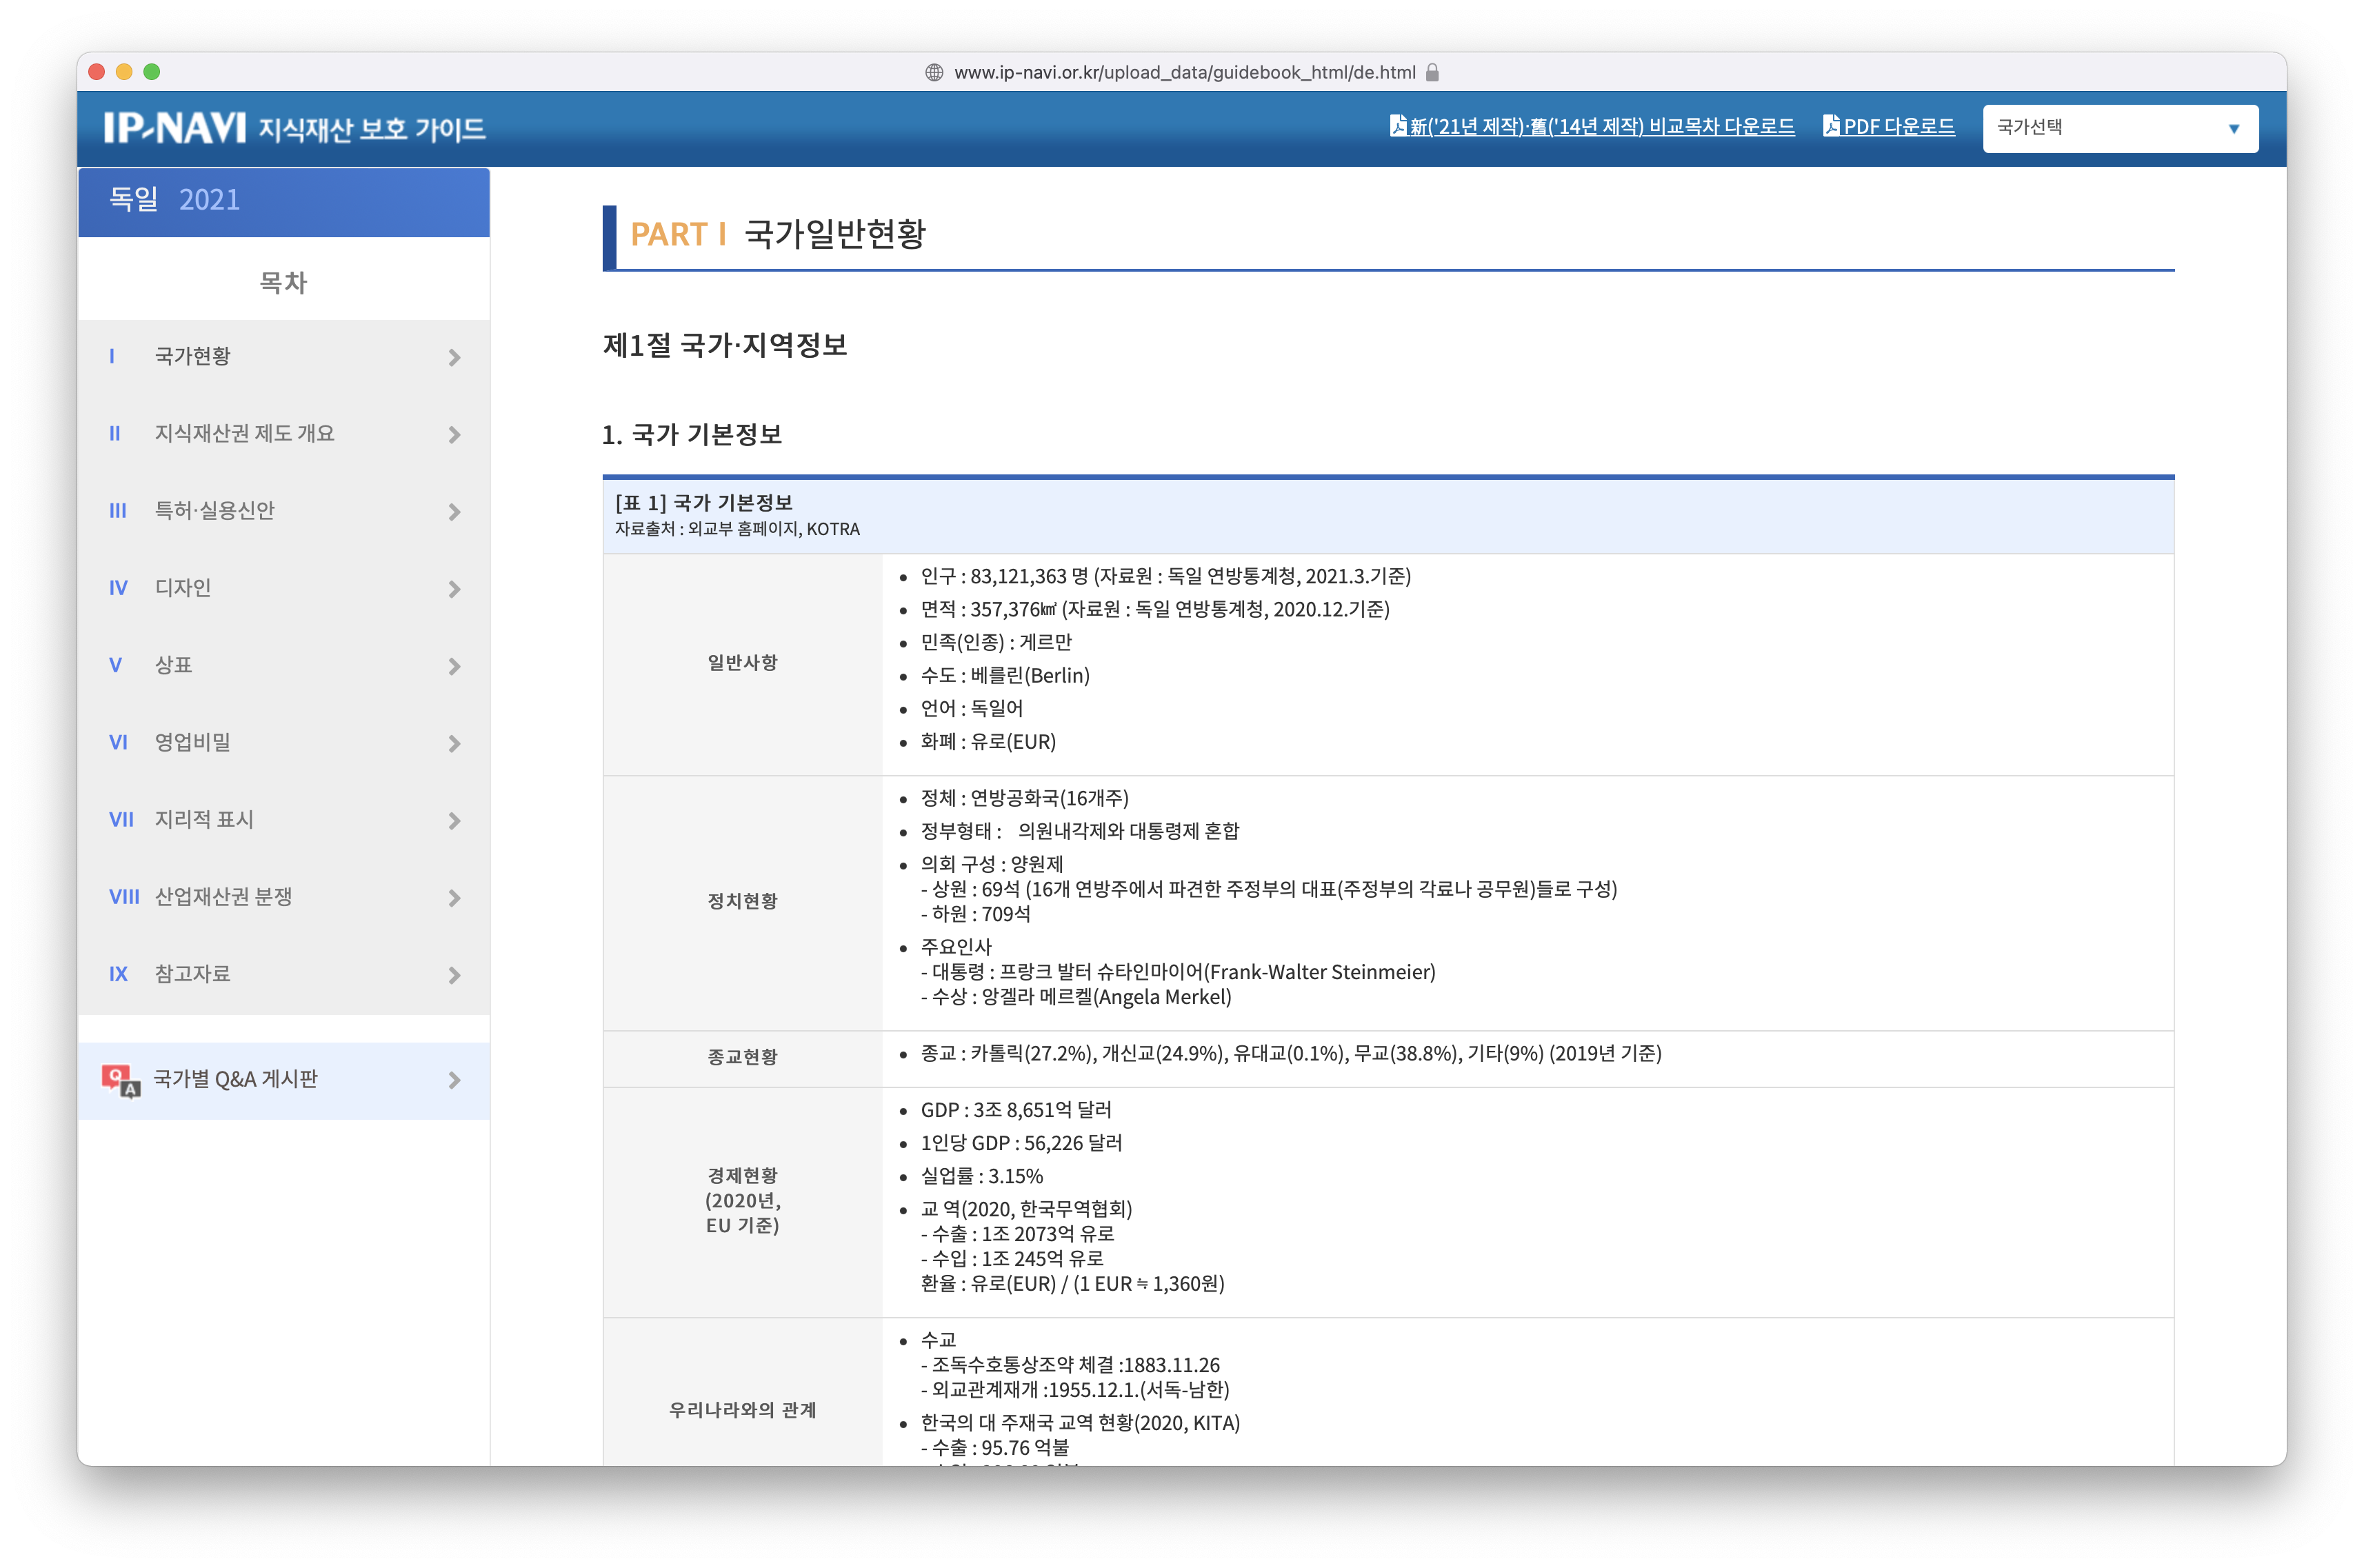 www.ip-navi.or.kr/upload_data/guidebook_html/de.html
IP-NAVI 지식재산 보호 가이드
新('21년 제작)·舊('14년 제작) 비교목차 다운로드
PDF 다운로드
국가선택
독일 2021
목차
I 국가현황
II 지식재산권 제도 개요
III 특허·실용신안
IV 디자인
V 상표
VI 영업비밀
VII 지리적 표시
VIII 산업재산권 분쟁
IX 참고자료
Q A 국가별 Q&A 게시판
PART I 국가일반현황
제1절 국가·지역정보
1. 국가 기본정보
[표 1] 국가 기본정보
자료출처 : 외교부 홈페이지, KOTRA
일반사항
• 인구 : 83,121,363 명 (자료원 : 독일 연방통계청, 2021.3.기준)
• 면적 : 357,376㎢ (자료원 : 독일 연방통계청, 2020.12.기준)
• 민족(인종) : 게르만
• 수도 : 베를린(Berlin)
• 언어 : 독일어
• 화폐 : 유로(EUR)
정치현황
• 정체 : 연방공화국(16개주)
• 정부형태 : 의원내각제와 대통령제 혼합
• 의회 구성 : 양원제
- 상원 : 69석 (16개 연방주에서 파견한 주정부의 대표(주정부의 각료나 공무원)들로 구성)
- 하원 : 709석
• 주요인사
- 대통령 : 프랑크 발터 슈타인마이어(Frank-Walter Steinmeier)
- 수상 : 앙겔라 메르켈(Angela Merkel)
종교현황
• 종교 : 카톨릭(27.2%), 개신교(24.9%), 유대교(0.1%), 무교(38.8%), 기타(9%) (2019년 기준)
경제현황
(2020년,
EU 기준)
• GDP : 3조 8,651억 달러
• 1인당 GDP : 56,226 달러
• 실업률 : 3.15%
• 교 역(2020, 한국무역협회)
- 수출 : 1조 2073억 유로
- 수입 : 1조 245억 유로
환율 : 유로(EUR) / (1 EUR ≒ 1,360원)
우리나라와의 관계
• 수교
- 조독수호통상조약 체결 :1883.11.26
- 외교관계재개 :1955.12.1.(서독-남한)
• 한국의 대 주재국 교역 현황(2020, KITA)
- 수출 : 95.76 억불